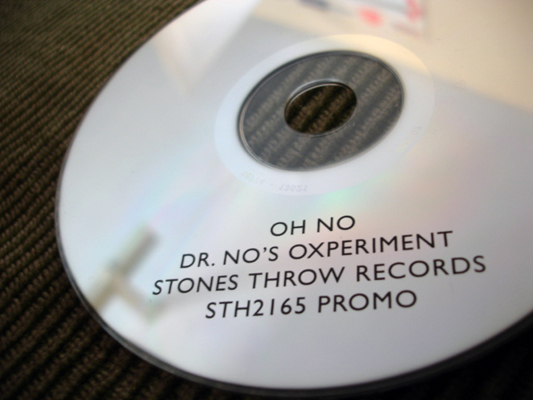 OH NO
DR. NO'S OXPERIMENT
STONES THROW RECORDS
STH2165 PROMO